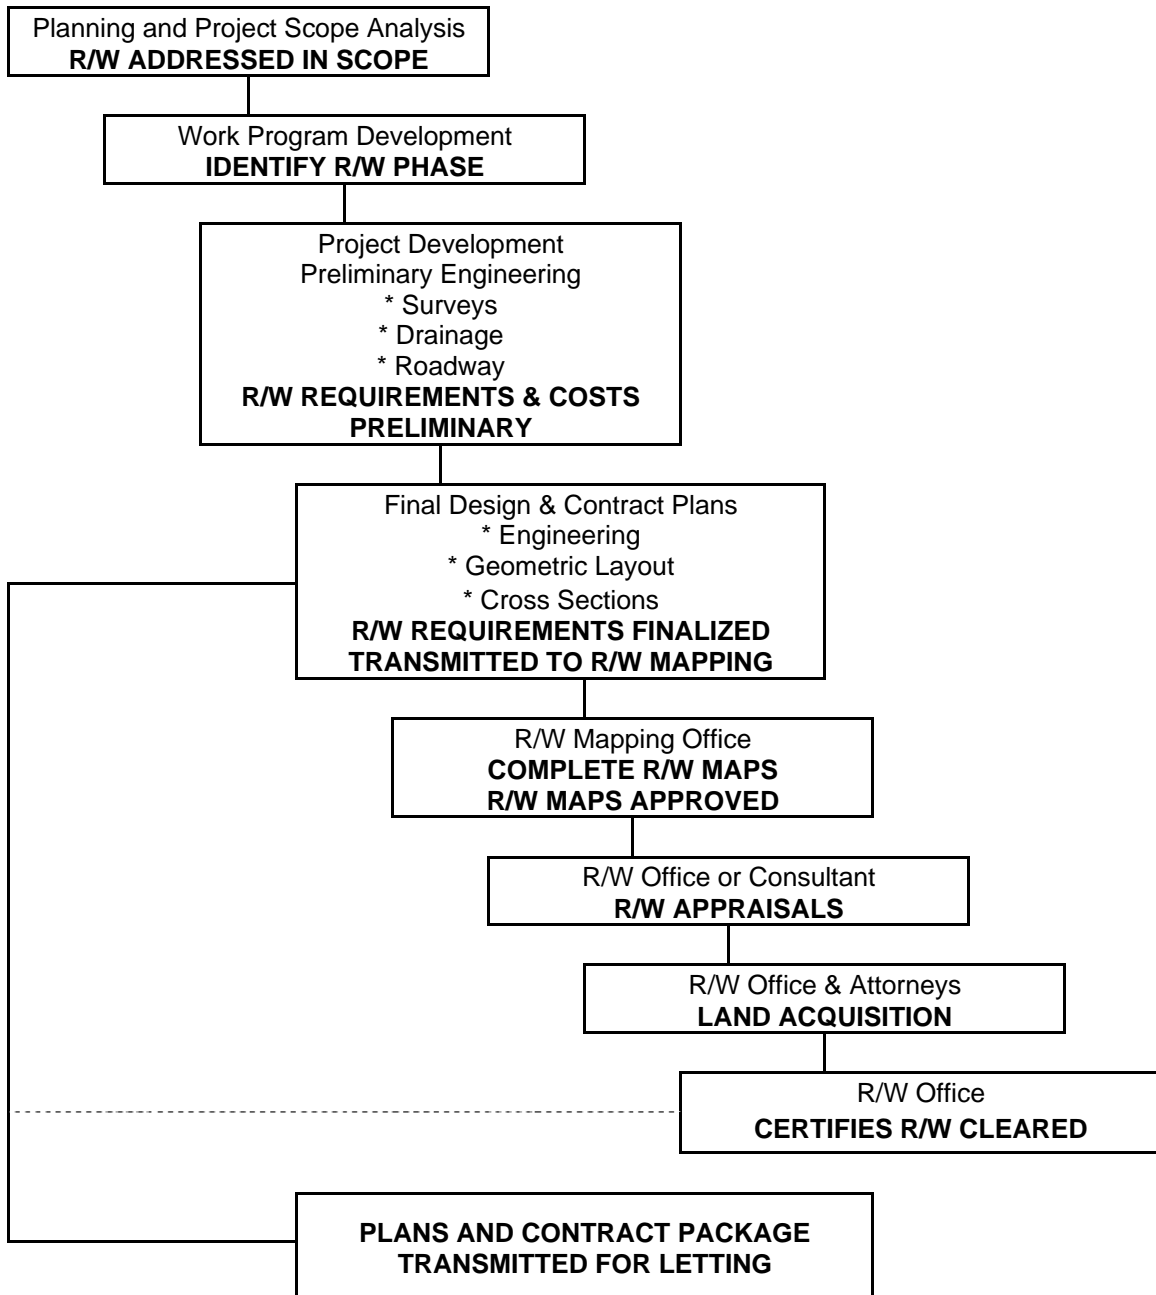 Planning and Project Scope Analysis
R/W ADDRESSED IN SCOPE
Work Program Development
IDENTIFY R/W PHASE
Project Development
Preliminary Engineering
* Surveys
* Drainage
* Roadway
R/W REQUIREMENTS & COSTS
PRELIMINARY
Final Design & Contract Plans
* Engineering
* Geometric Layout
* Cross Sections
R/W REQUIREMENTS FINALIZED
TRANSMITTED TO R/W MAPPING
R/W Mapping Office
COMPLETE R/W MAPS
R/W MAPS APPROVED
R/W Office or Consultant
R/W APPRAISALS
R/W Office & Attorneys
LAND ACQUISITION
R/W Office
CERTIFIES R/W CLEARED
PLANS AND CONTRACT PACKAGE
TRANSMITTED FOR LETTING